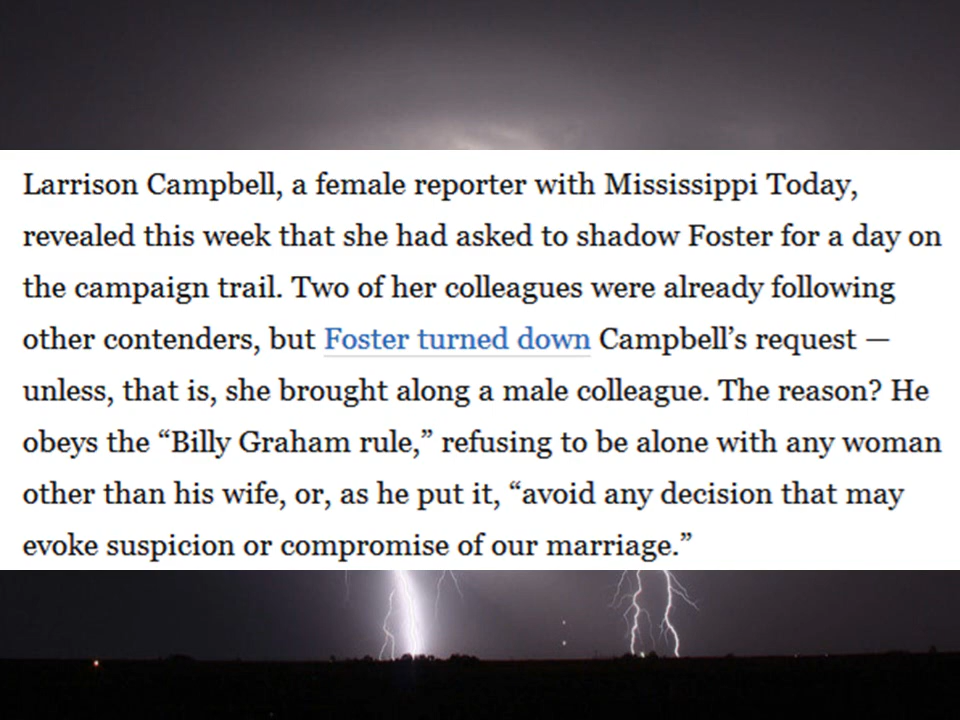 Larrison Campbell, a female reporter with Mississippi Today,
revealed this week that she had asked to shadow Foster for a day on
the campaign trail. Two of her colleagues were already following
other contenders, but Foster turned down Campbell’s request —
unless, that is, she brought along a male colleague. The reason? He
obeys the “Billy Graham rule,” refusing to be alone with any woman
other than his wife, or, as he put it, “avoid any decision that may
evoke suspicion or compromise of our marriage.”